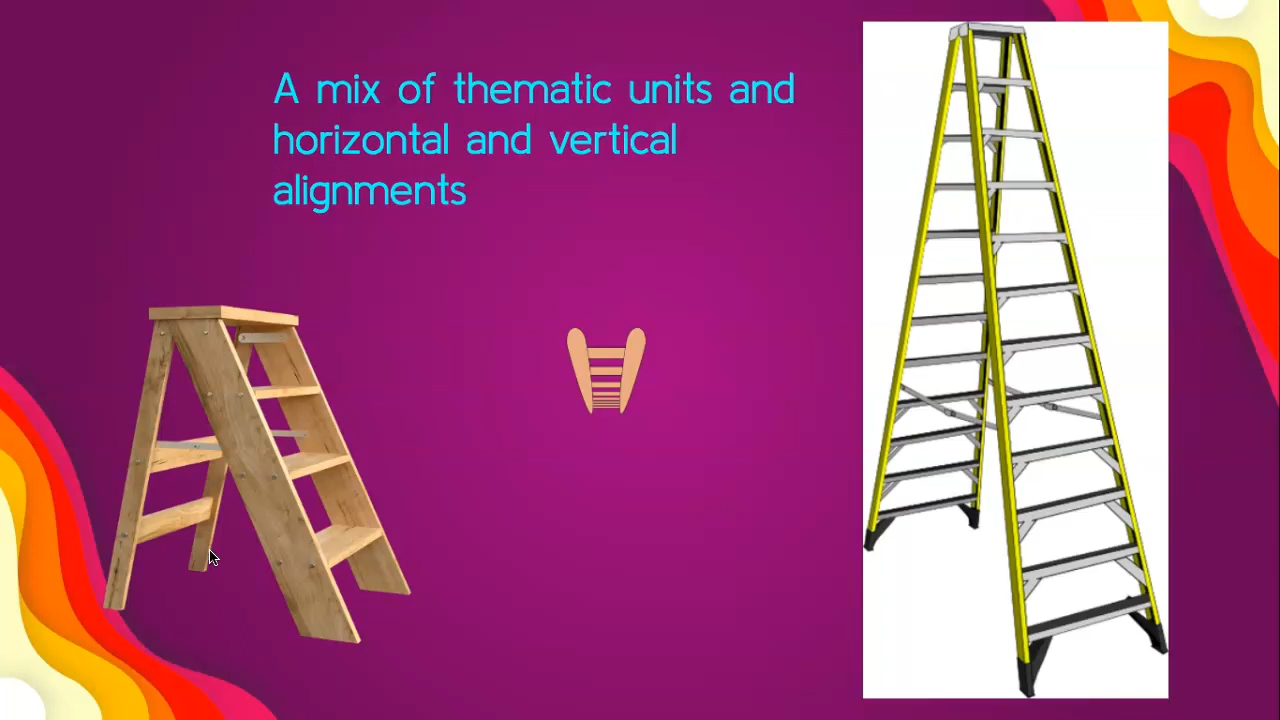 A mix of thematic units and
horizontal and vertical
alignments